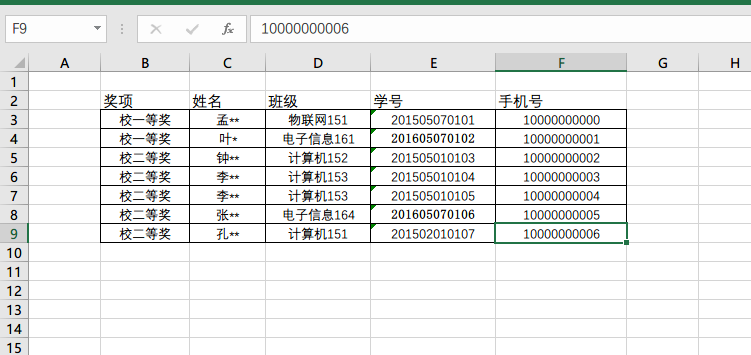 F9 fx 10000000006
A B C D E F G H
1
2 奖项 姓名 班级 学号 手机号
3 校一等奖 孟** 物联网151 201505070101 10000000000
4 校一等奖 叶* 电子信息161 201605070102 10000000001
5 校二等奖 钟** 计算机152 201505010103 10000000002
6 校二等奖 李** 计算机153 201505010104 10000000003
7 校二等奖 李** 计算机153 201505010105 10000000004
8 校二等奖 张** 电子信息164 201605070106 10000000005
9 校二等奖 孔** 计算机151 201502010107 10000000006
10
11
12
13
14
15